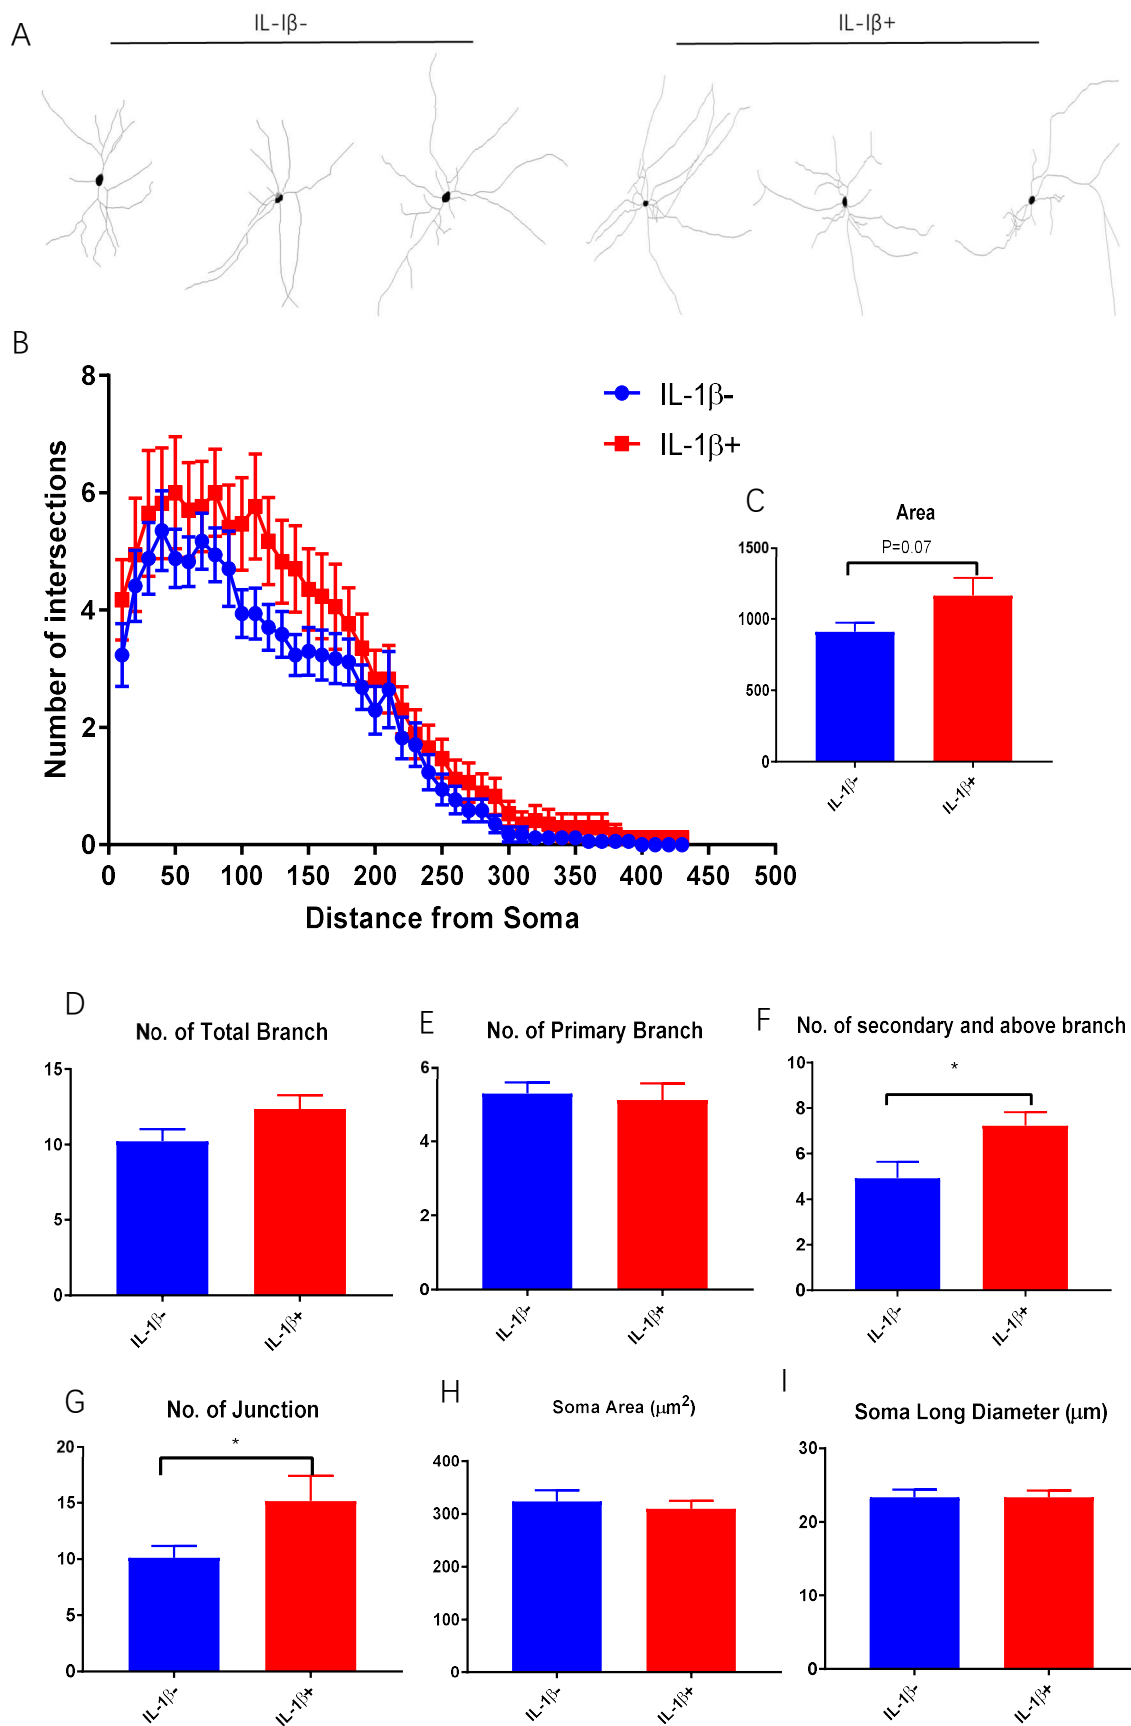 A
IL-Iβ-
IL-Iβ+
B
8
6
4
2
0
Number of intersections
0 50 100 150 200 250 300 350 400 450 500
Distance from Soma
IL-1β-
IL-1β+
C
Area
P=0.07
1500
1000
500
0
IL-1β-
IL-1β+
D
No. of Total Branch
15
10
5
0
IL-1β-
IL-1β+
E
No. of Primary Branch
6
4
2
0
IL-1β-
IL-1β+
F
No. of secondary and above branch
*
10
8
6
4
2
0
IL-1β-
IL-1β+
G
No. of Junction
*
20
15
10
5
0
IL-1β-
IL-1β+
H
Soma Area (μm²)
400
300
200
100
0
IL-1β-
IL-1β+
I
Soma Long Diameter (μm)
30
20
10
0
IL-1β-
IL-1β+